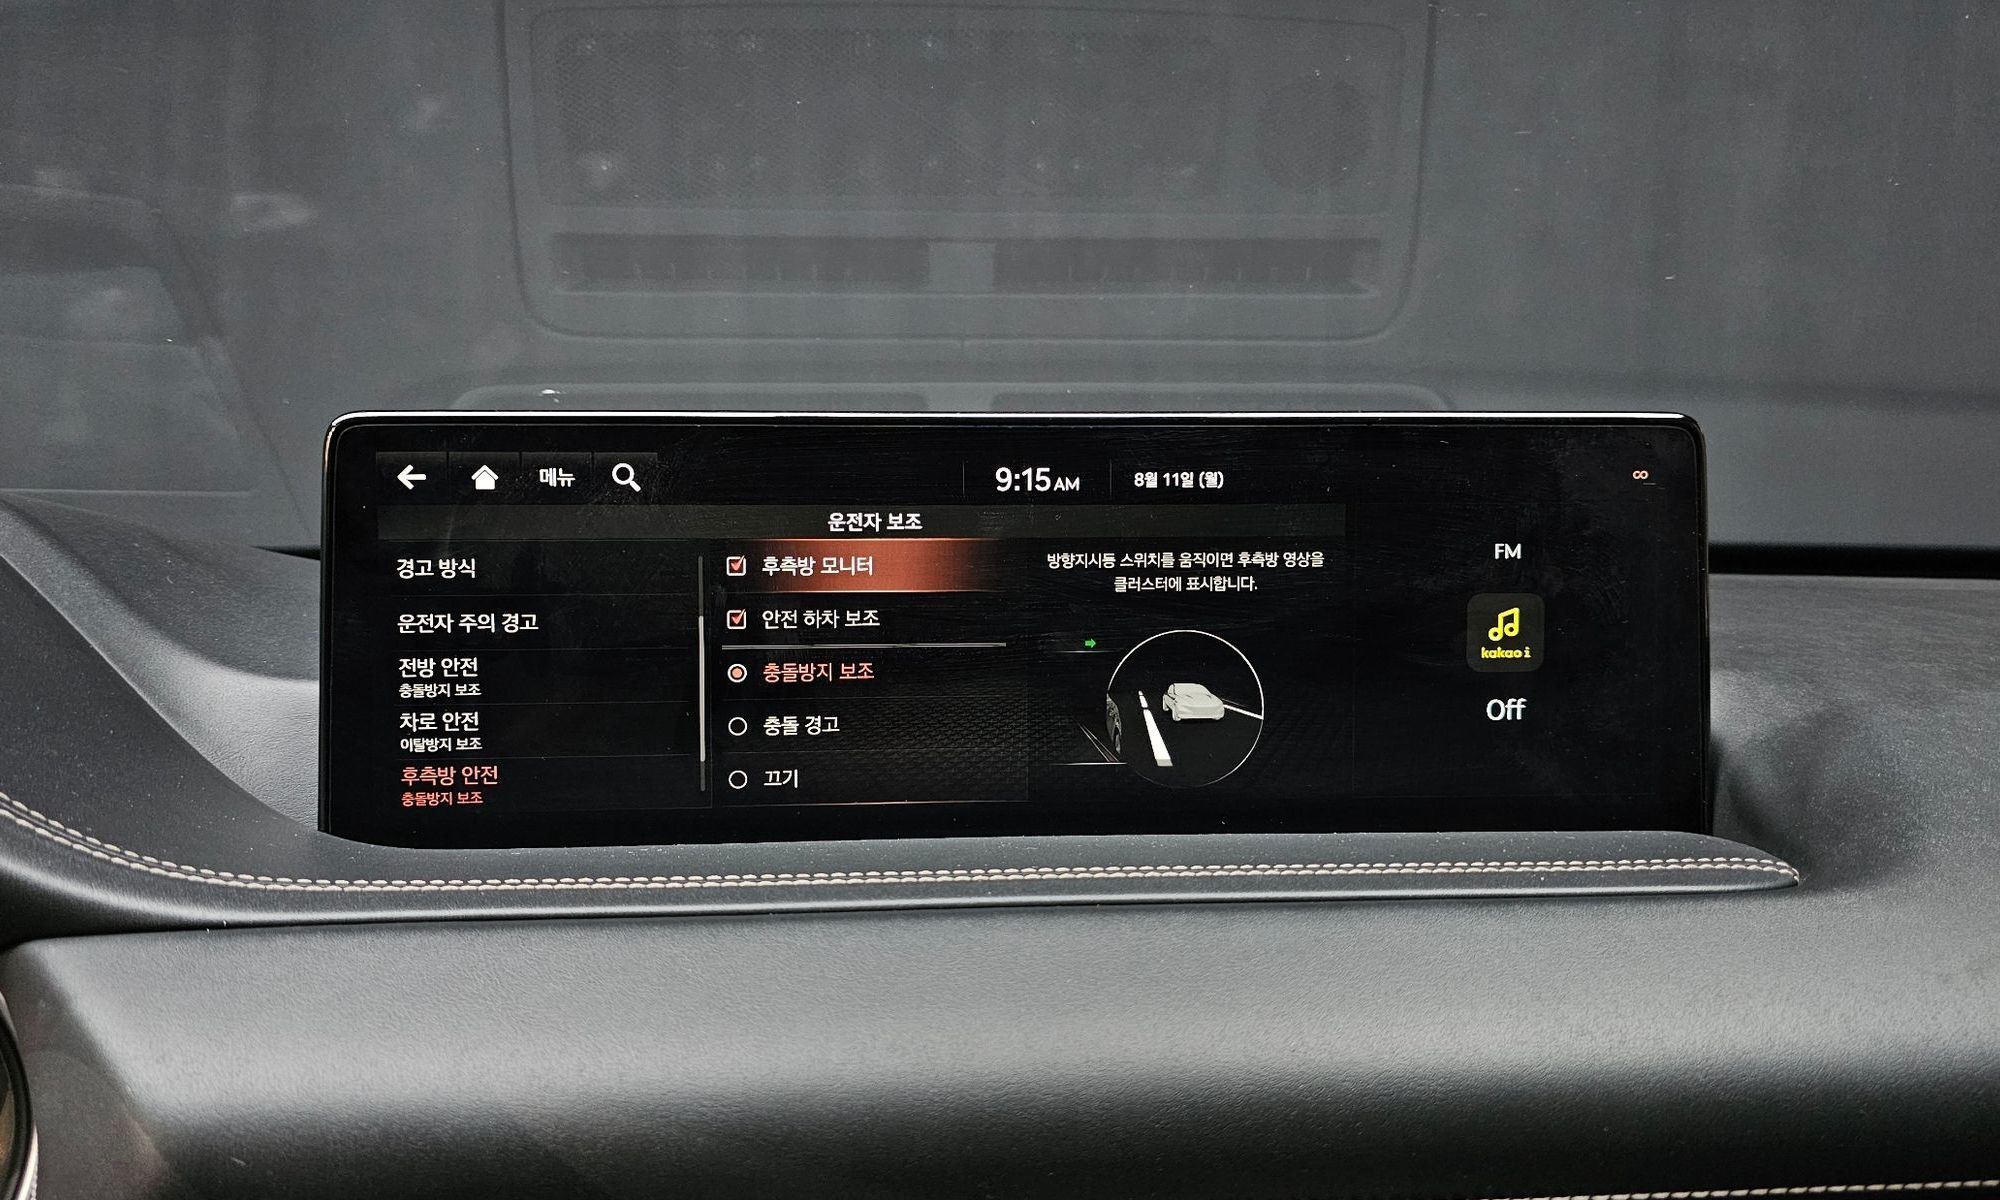 메뉴
9:15 AM
8월 11일 (월)
운전자 보조
경고 방식
운전자 주의 경고
전방 안전
충돌방지 보조
차로 안전
이탈방지 보조
후측방 안전
충돌방지 보조
후측방 모니터
안전 하차 보조
충돌방지 보조
충돌 경고
끄기
방향지시등 스위치를 움직이면 후측방 영상을
클러스터에 표시합니다.
FM
kakao i
Off